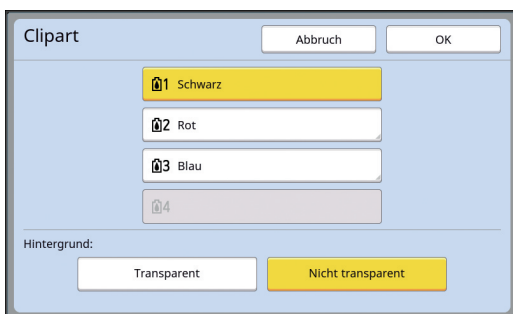 Clipart
Abbruch
OK
1 Schwarz
2 Rot
3 Blau
4
Hintergrund:
Transparent
Nicht transparent